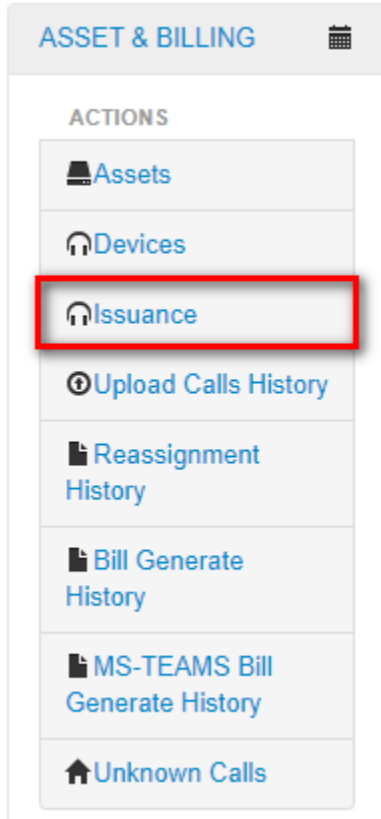 ASSET & BILLING
ACTIONS
Assets
Devices
Issuance
Upload Calls History
Reassignment
History
Bill Generate
History
MS-TEAMS Bill
Generate History
Unknown Calls